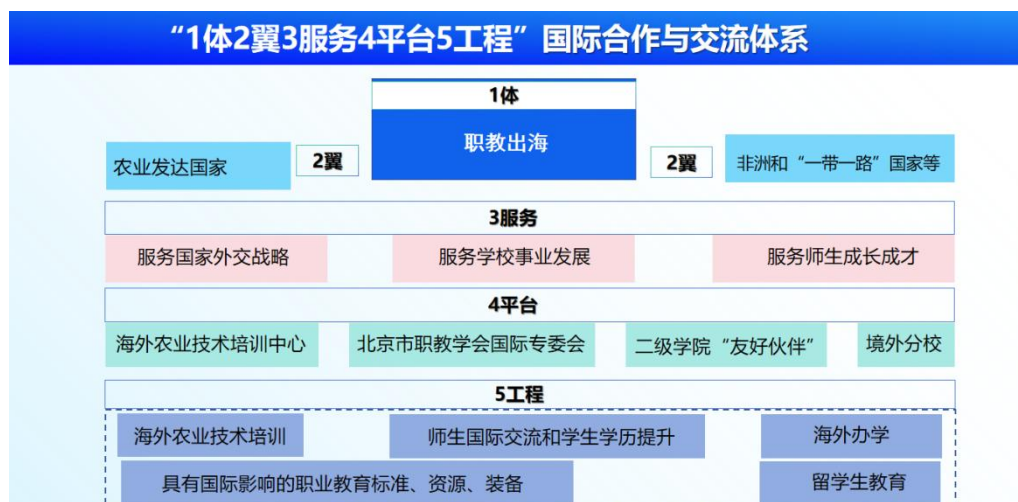 “1体2翼3服务4平台5工程”国际合作与交流体系
1体
职教出海
农业发达国家
2翼
2翼
非洲和“一带一路”国家等
3服务
服务国家外交战略
服务学校事业发展
服务师生成长成才
4平台
海外农业技术培训中心
北京市职教学会国际专委会
二级学院“友好伙伴”
境外分校
5工程
海外农业技术培训
师生国际交流和学生学历提升
海外办学
具有国际影响的职业教育标准、资源、装备
留学生教育